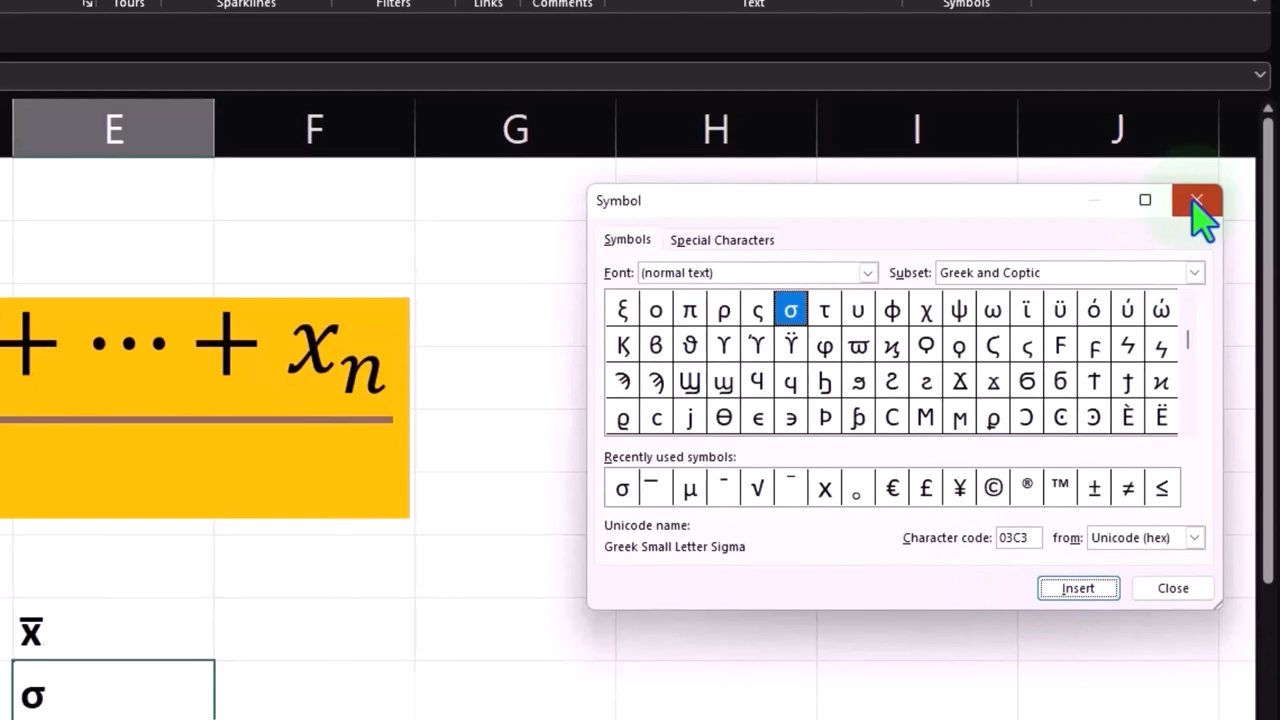 Tours Sparklines Filters Links Comments Text Symbols
E F G H I J
Symbol
Symbols Special Characters
Font: (normal text) Subset: Greek and Coptic
ξ ο π ρ ς σ τ υ φ χ ψ ω ϊ ϋ ό ύ ώ
+ ⋯ + xₙ
Ϗ ϐ ϑ ϒ ϓ ϔ ϕ ϖ ϗ Ϙ ϙ Ϛ ϛ Ϝ ϝ Ϟ ϟ
Ϡ ϡ Ϣ ϣ Ϥ ϥ Ϧ ϧ Ϩ ϩ Ϫ ϫ Ϭ ϭ Ϯ ϯ ϰ
ϱ ϲ ϳ ϴ ϵ ϶ Ϸ ϸ Ϲ Ϻ ϻ ϼ Ͻ Ͼ Ͽ Ѐ Ё
Recently used symbols:
σ ¯ µ ˉ √ ¯ x 。 € £ ¥ © ® ™ ± ≠ ≤
Unicode name:
Greek Small Letter Sigma
Character code: 03C3 from: Unicode (hex)
Insert Close
x̅
σ